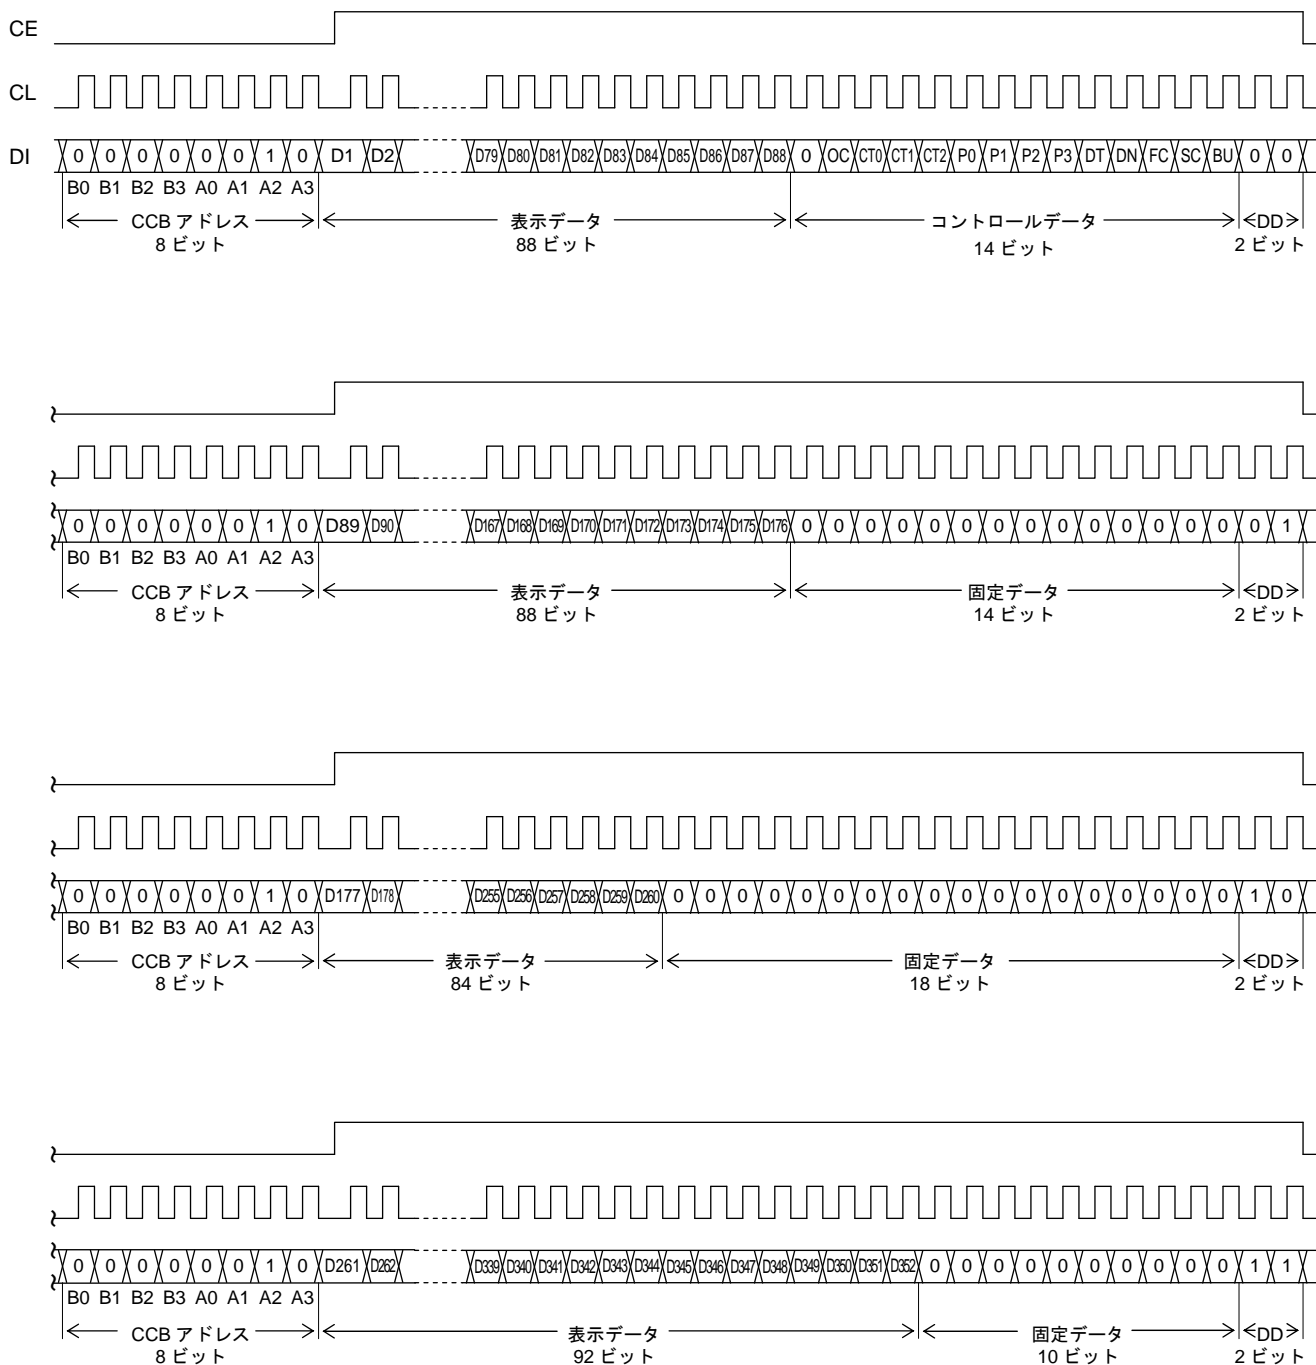 CE
CL
DI 0 0 0 0 0 0 1 0 D1 D2 D79 D80 D81 D82 D83 D84 D85 D86 D87 D88 0 OC CT0 CT1 CT2 P0 P1 P2 P3 DT DN FC SC BU 0 0
B0 B1 B2 B3 A0 A1 A2 A3
CCB アドレス 表示データ コントロールデータ DD
8 ビット 88 ビット 14 ビット 2 ビット
0 0 0 0 0 0 1 0 D89 D90 D167 D168 D169 D170 D171 D172 D173 D174 D175 D176 0 0 0 0 0 0 0 0 0 0 0 0 0 0 0 1
B0 B1 B2 B3 A0 A1 A2 A3
CCB アドレス 表示データ 固定データ DD
8 ビット 88 ビット 14 ビット 2 ビット
0 0 0 0 0 0 1 0 D177 D178 D255 D256 D257 D258 D259 D260 0 0 0 0 0 0 0 0 0 0 0 0 0 0 0 0 0 0 1 0
B0 B1 B2 B3 A0 A1 A2 A3
CCB アドレス 表示データ 固定データ DD
8 ビット 84 ビット 18 ビット 2 ビット
0 0 0 0 0 0 1 0 D261 D262 D339 D340 D341 D342 D343 D344 D345 D346 D347 D348 D349 D350 D351 D352 0 0 0 0 0 0 0 0 0 0 1 1
B0 B1 B2 B3 A0 A1 A2 A3
CCB アドレス 表示データ 固定データ DD
8 ビット 92 ビット 10 ビット 2 ビット